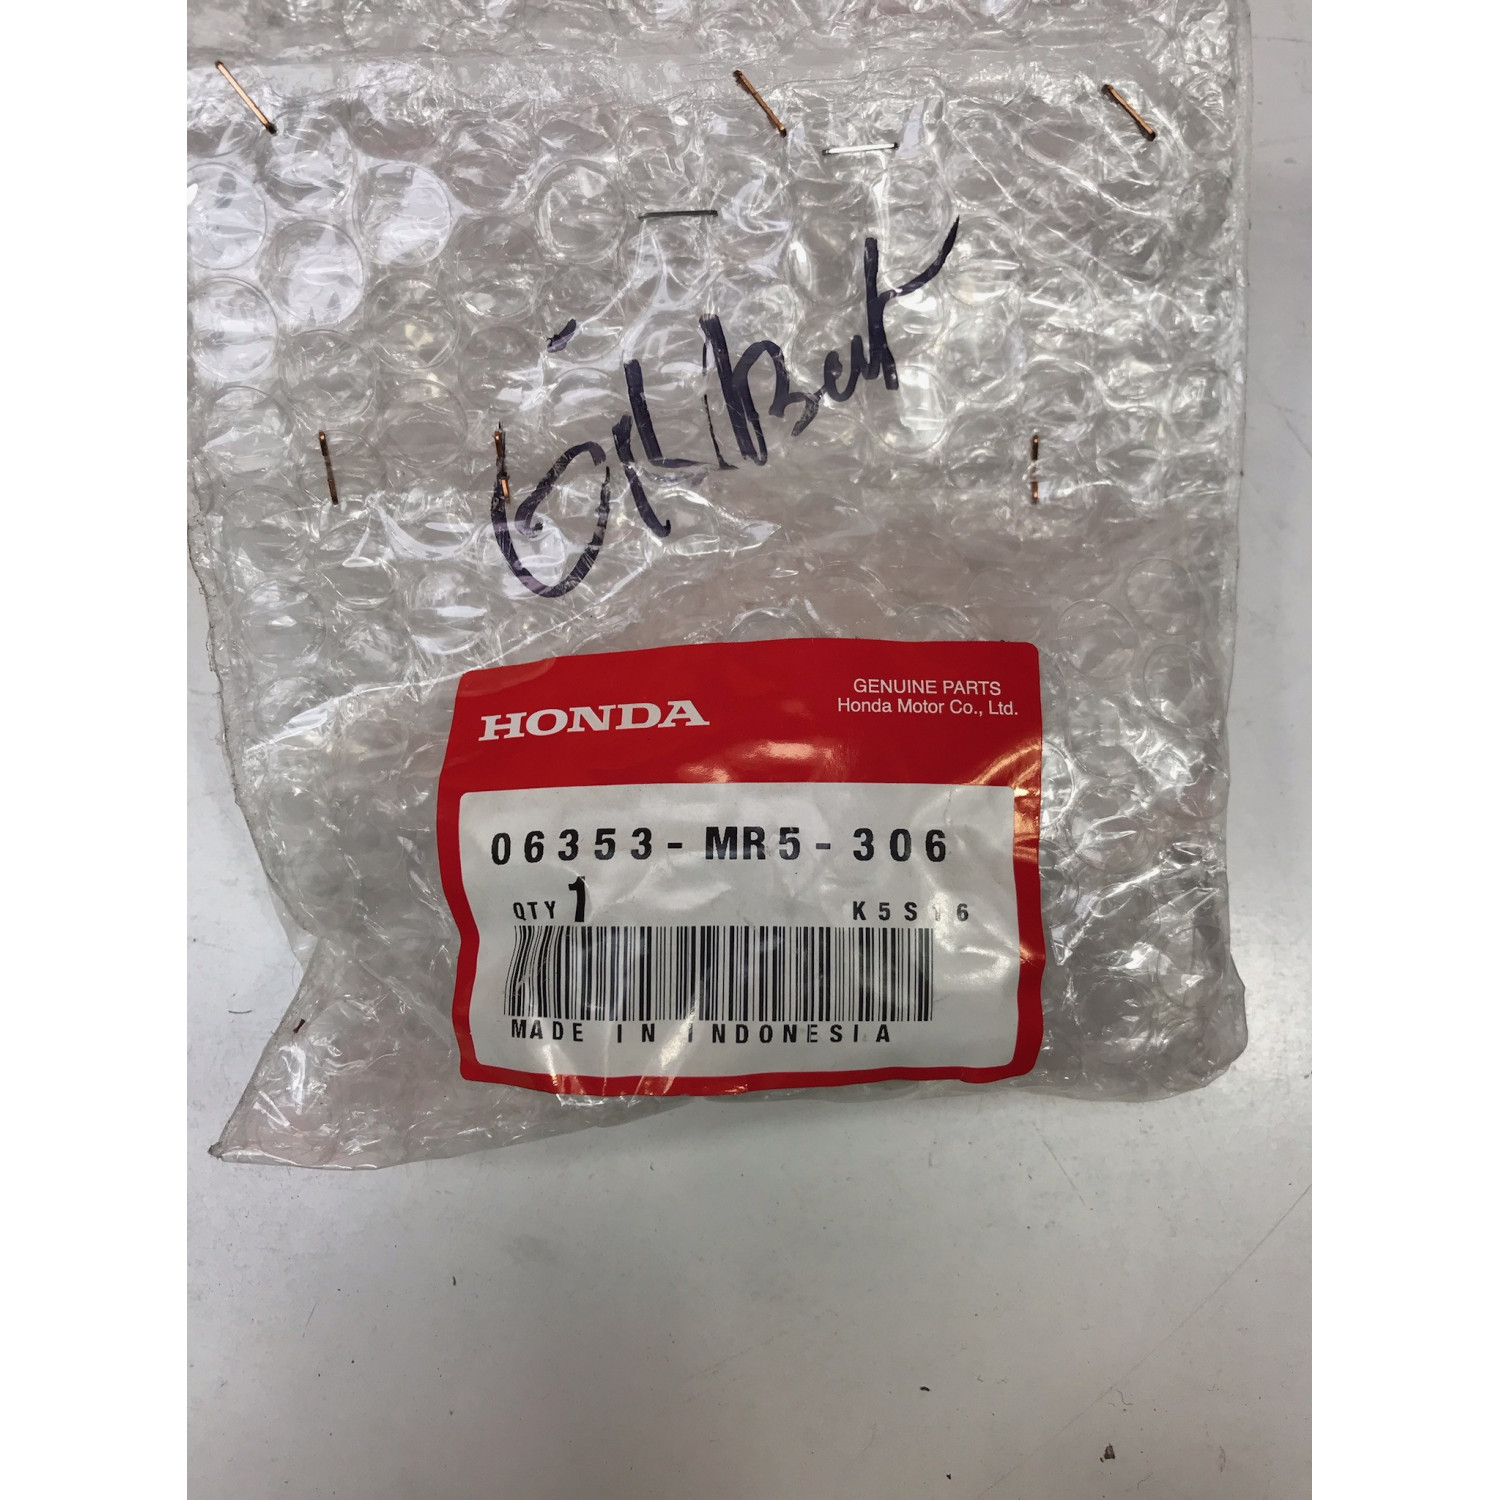 HONDA
GENUINE PARTS
Honda Motor Co., Ltd.
06353-MR5-306
QTY 1 K5S16
MADE IN INDONESIA